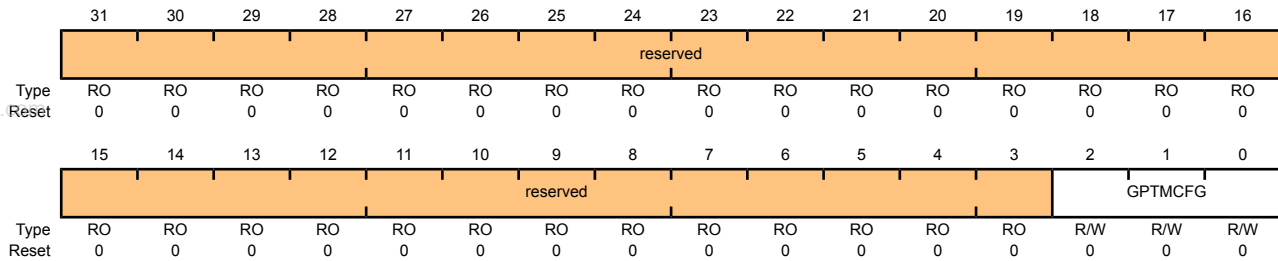 31 30 29 28 27 26 25 24 23 22 21 20 19 18 17 16
reserved
Type RO RO RO RO RO RO RO RO RO RO RO RO RO RO RO RO
Reset 0 0 0 0 0 0 0 0 0 0 0 0 0 0 0 0
15 14 13 12 11 10 9 8 7 6 5 4 3 2 1 0
reserved GPTMCFG
Type RO RO RO RO RO RO RO RO RO RO RO RO RO R/W R/W R/W
Reset 0 0 0 0 0 0 0 0 0 0 0 0 0 0 0 0